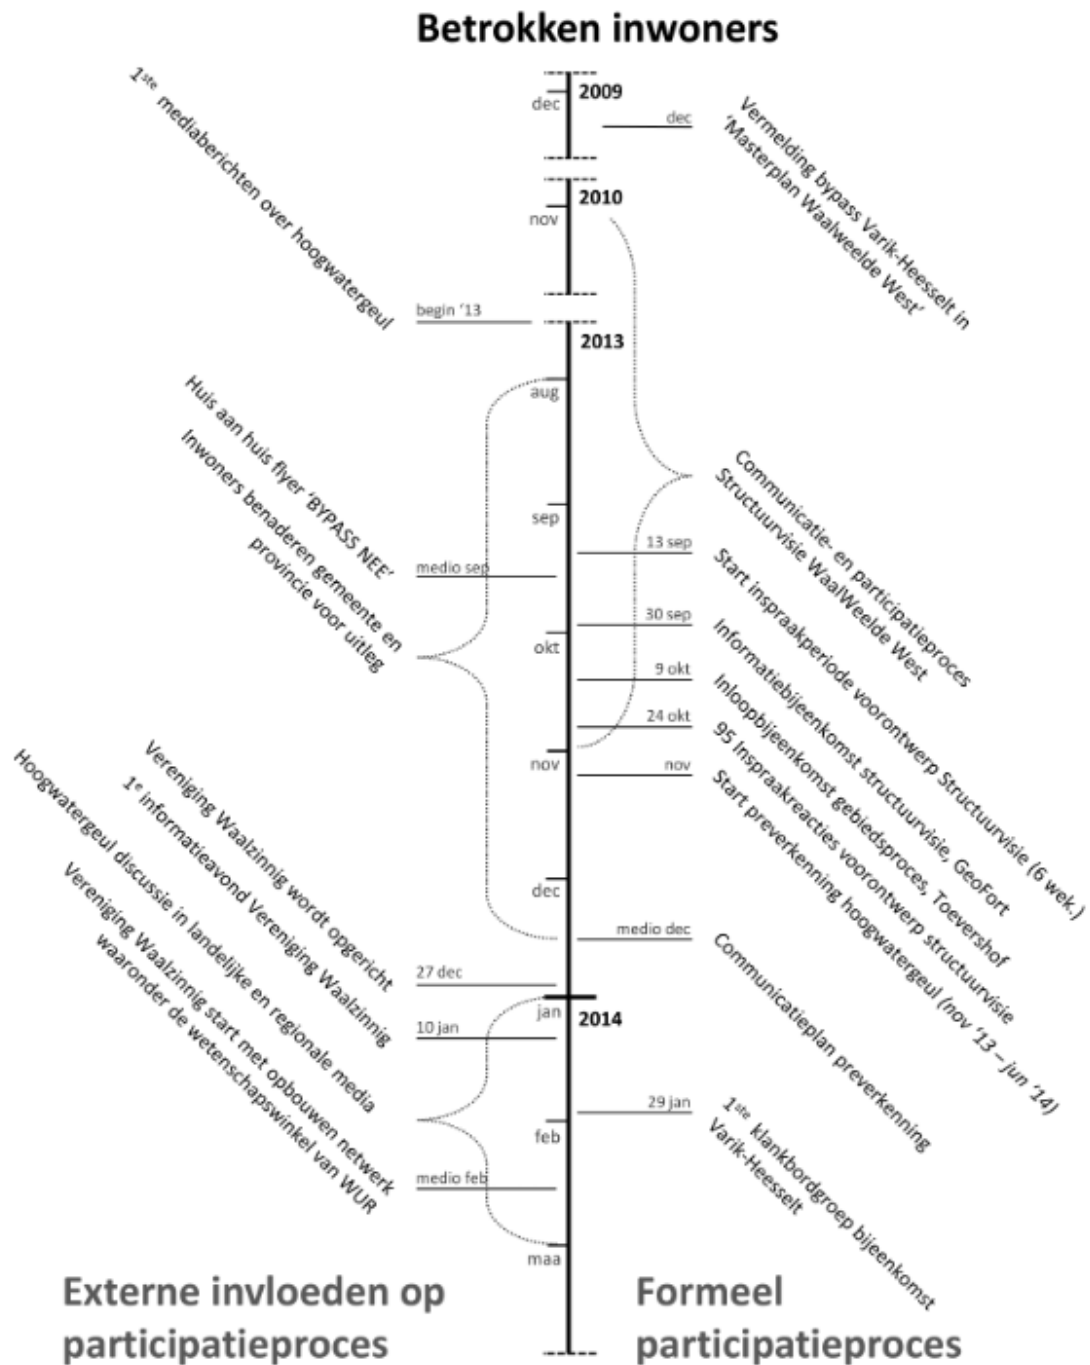 Betrokken inwoners
2009
dec
dec
Vermelding bypass Varik-Heesselt in
'Masterplan Waalweelde West'
2010
nov
1ste mediaberichten over hoogwatergeul
begin '13
2013
aug
Communicatie- en participatieproces
Structuurvisie WaalWeelde West
sep
13 sep
Start inspraakperiode voorontwerp Structuurvisie (6 wek.)
Huis aan huis flyer 'BYPASS NEE'
medio sep
Inwoners benaderen gemeente en
provincie voor uitleg
30 sep
Informatiebijeenkomst structuurvisie, GeoFort
okt
9 okt
Inloopbijeenkomst gebiedsproces, Toevershof
24 okt
95 Inspraakreacties voorontwerp structuurvisie
nov
nov
Start preverkenning hoogwatergeul (nov '13 – jun '14)
dec
medio dec
Communicatieplan preverkenning
Vereniging Waalzinnig wordt opgericht
27 dec
jan
2014
1e informatieavond Vereniging Waalzinnig
10 jan
Hoogwatergeul discussie in landelijke en regionale media
29 jan
1ste klankbordgroep bijeenkomst
Varik-Heesselt
feb
Vereniging Waalzinnig start met opbouwen netwerk
waaronder de wetenschapswinkel van WUR
medio feb
maa
Externe invloeden op
participatieproces
Formeel
participatieproces